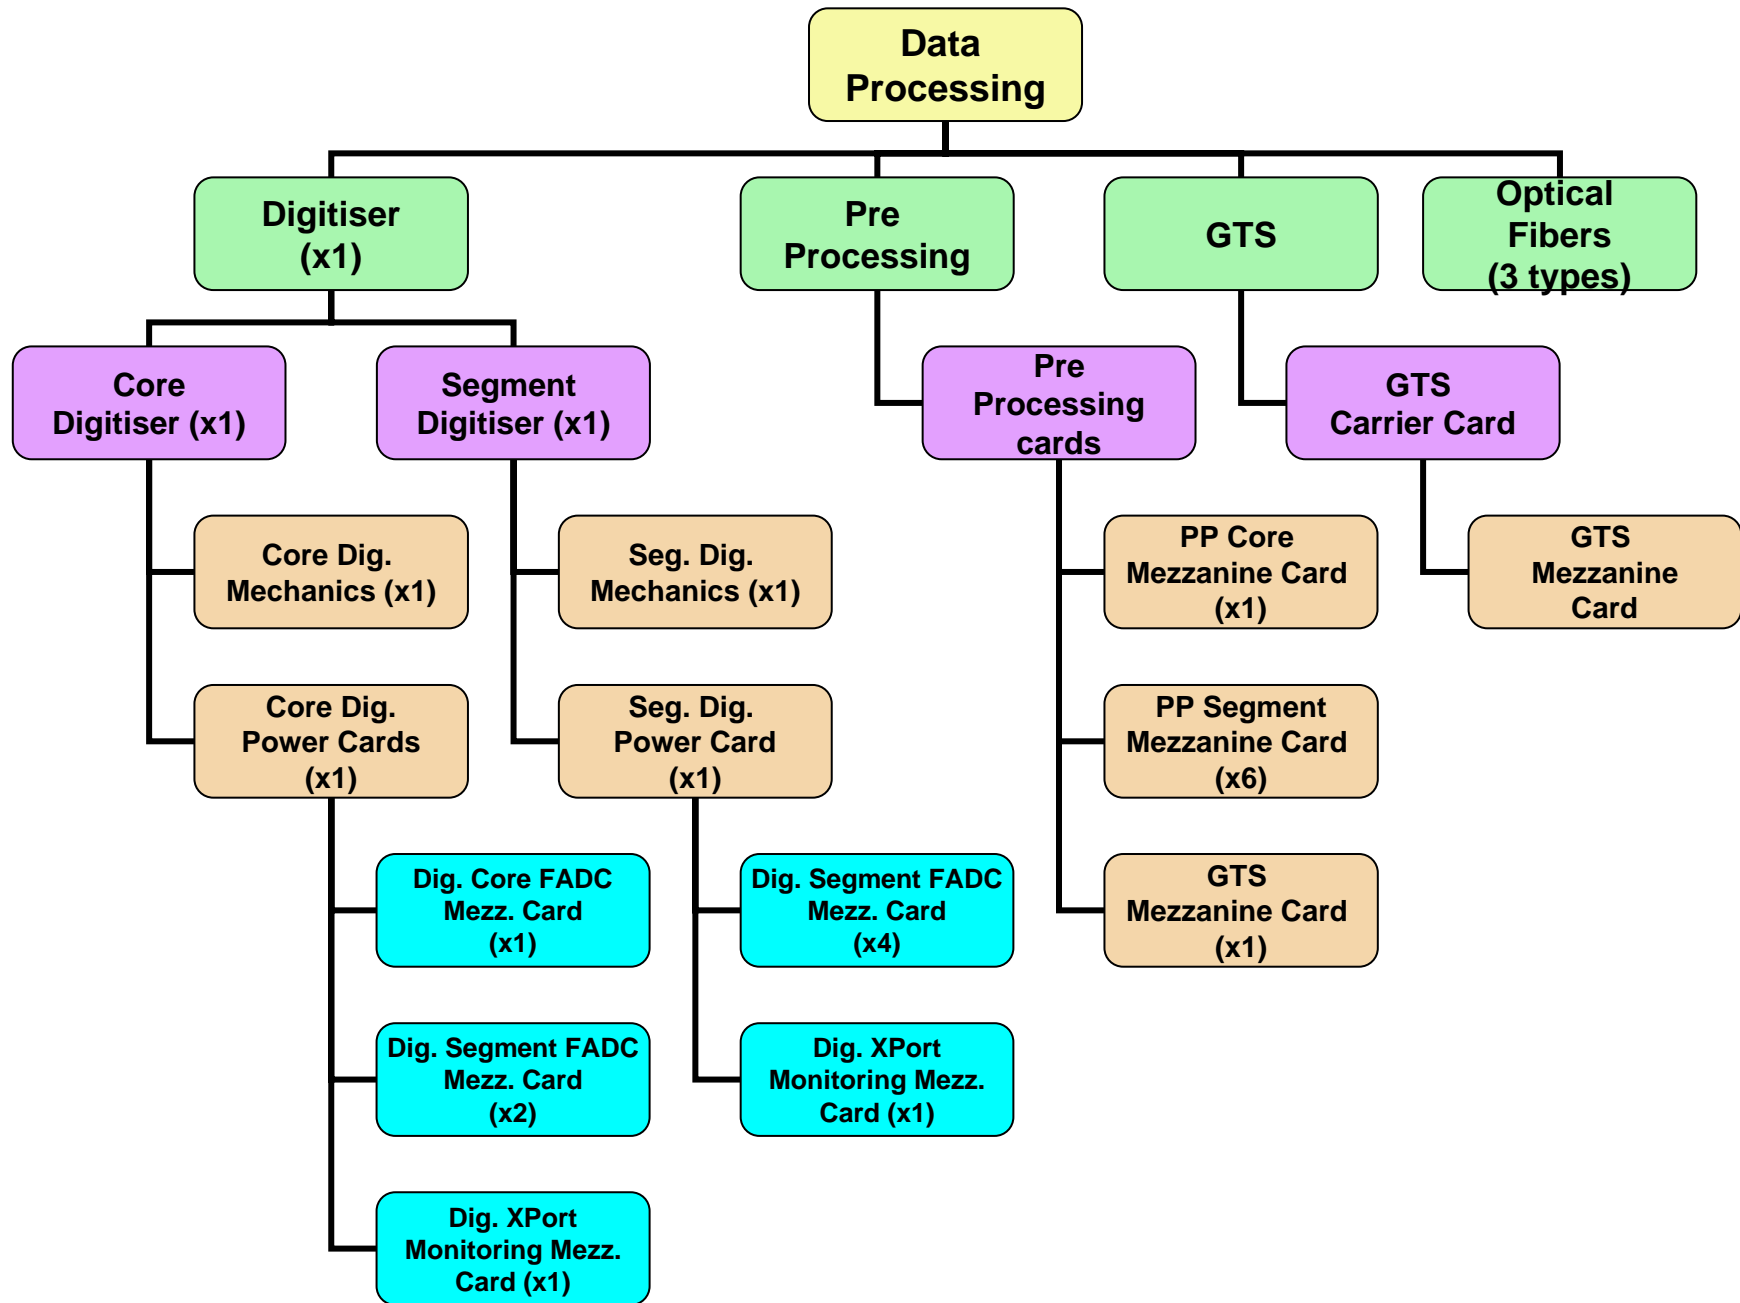 Data
Processing
Digitiser
(x1)
Pre
Processing
GTS
Optical
Fibers
(3 types)
Core
Digitiser (x1)
Segment
Digitiser (x1)
Pre
Processing
cards
GTS
Carrier Card
Core Dig.
Mechanics (x1)
Seg. Dig.
Mechanics (x1)
PP Core
Mezzanine Card
(x1)
GTS
Mezzanine
Card
Core Dig.
Power Cards
(x1)
Seg. Dig.
Power Card
(x1)
PP Segment
Mezzanine Card
(x6)
Dig. Core FADC
Mezz. Card
(x1)
Dig. Segment FADC
Mezz. Card
(x4)
GTS
Mezzanine Card
(x1)
Dig. Segment FADC
Mezz. Card
(x2)
Dig. XPort
Monitoring Mezz.
Card (x1)
Dig. XPort
Monitoring Mezz.
Card (x1)